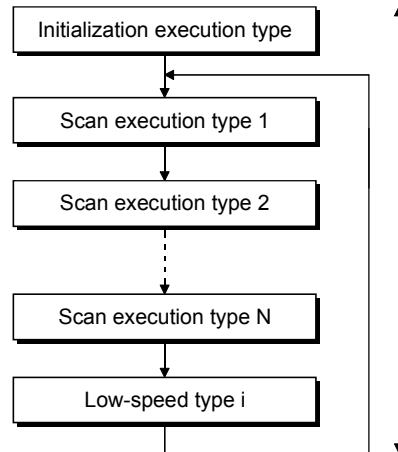 Initialization execution type
Scan execution type 1
Scan execution type 2
Scan execution type N
Low-speed type i